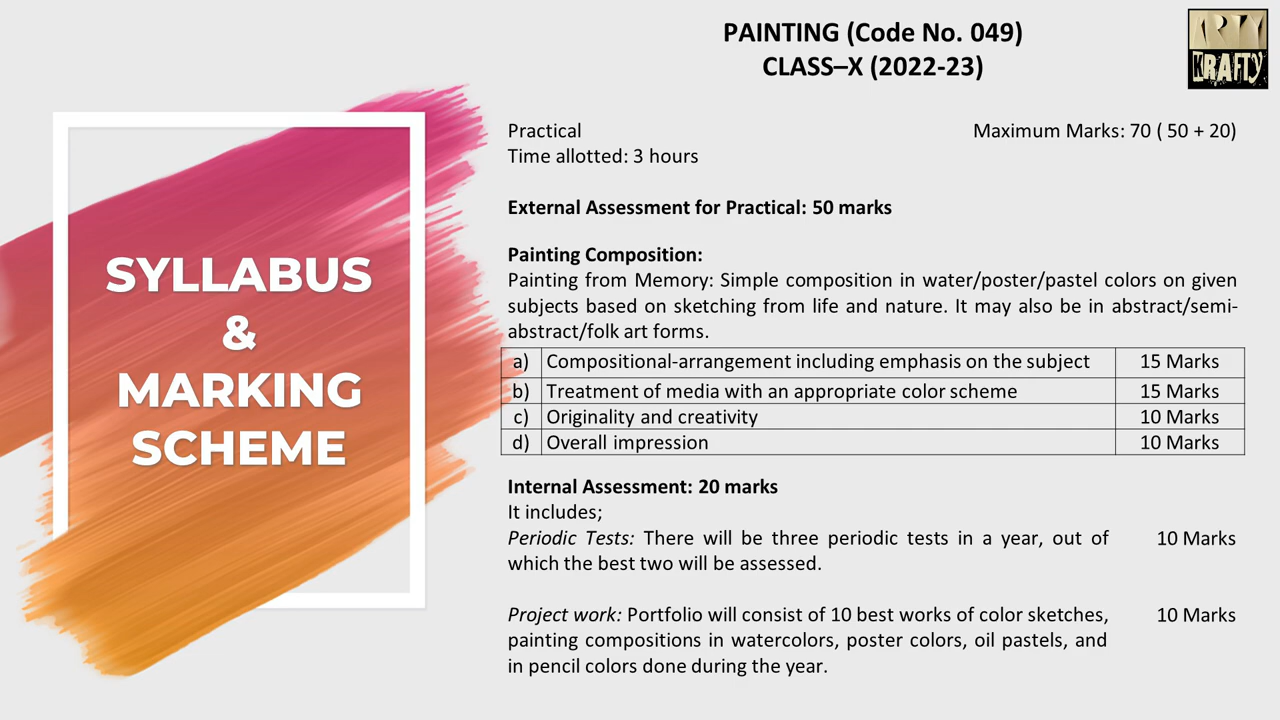 PAINTING (Code No. 049)
CLASS–X (2022-23)
ARTY
KRAFTY
SYLLABUS
&
MARKING
SCHEME
Practical Maximum Marks: 70 ( 50 + 20)
Time allotted: 3 hours
External Assessment for Practical: 50 marks
Painting Composition:
Painting from Memory: Simple composition in water/poster/pastel colors on given
subjects based on sketching from life and nature. It may also be in abstract/semi-
abstract/folk art forms.
a) Compositional-arrangement including emphasis on the subject 15 Marks
b) Treatment of media with an appropriate color scheme 15 Marks
c) Originality and creativity 10 Marks
d) Overall impression 10 Marks
Internal Assessment: 20 marks
It includes;
Periodic Tests: There will be three periodic tests in a year, out of 10 Marks
which the best two will be assessed.
Project work: Portfolio will consist of 10 best works of color sketches, 10 Marks
painting compositions in watercolors, poster colors, oil pastels, and
in pencil colors done during the year.